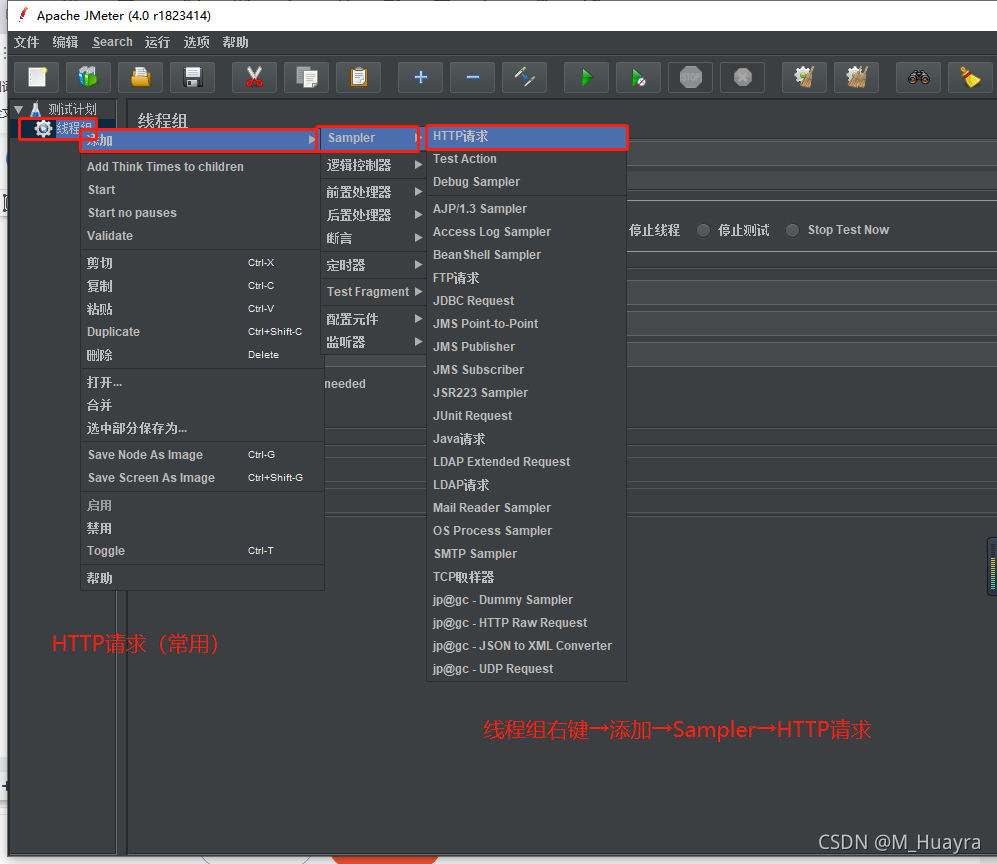 Apache JMeter (4.0 r1823414)
文件 编辑 Search 运行 选项 帮助
STOP
测试计划
线程组
线程组
添加
Add Think Times to children
Start
Start no pauses
Validate
剪切 Ctrl-X
复制 Ctrl-C
粘贴 Ctrl-V
Duplicate Ctrl+Shift-C
删除 Delete
打开...
合并
选中部分保存为...
Save Node As Image Ctrl-G
Save Screen As Image Ctrl+Shift-G
启用
禁用
Toggle Ctrl-T
帮助
Sampler
逻辑控制器
前置处理器
后置处理器
断言
定时器
Test Fragment
配置元件
监听器
needed
HTTP请求
Test Action
Debug Sampler
AJP/1.3 Sampler
Access Log Sampler
BeanShell Sampler
FTP请求
JDBC Request
JMS Point-to-Point
JMS Publisher
JMS Subscriber
JSR223 Sampler
JUnit Request
Java请求
LDAP Extended Request
LDAP请求
Mail Reader Sampler
OS Process Sampler
SMTP Sampler
TCP取样器
jp@gc - Dummy Sampler
jp@gc - HTTP Raw Request
jp@gc - JSON to XML Converter
jp@gc - UDP Request
停止线程 停止测试 Stop Test Now
HTTP请求（常用）
线程组右键→添加→Sampler→HTTP请求
CSDN @M_Huayra